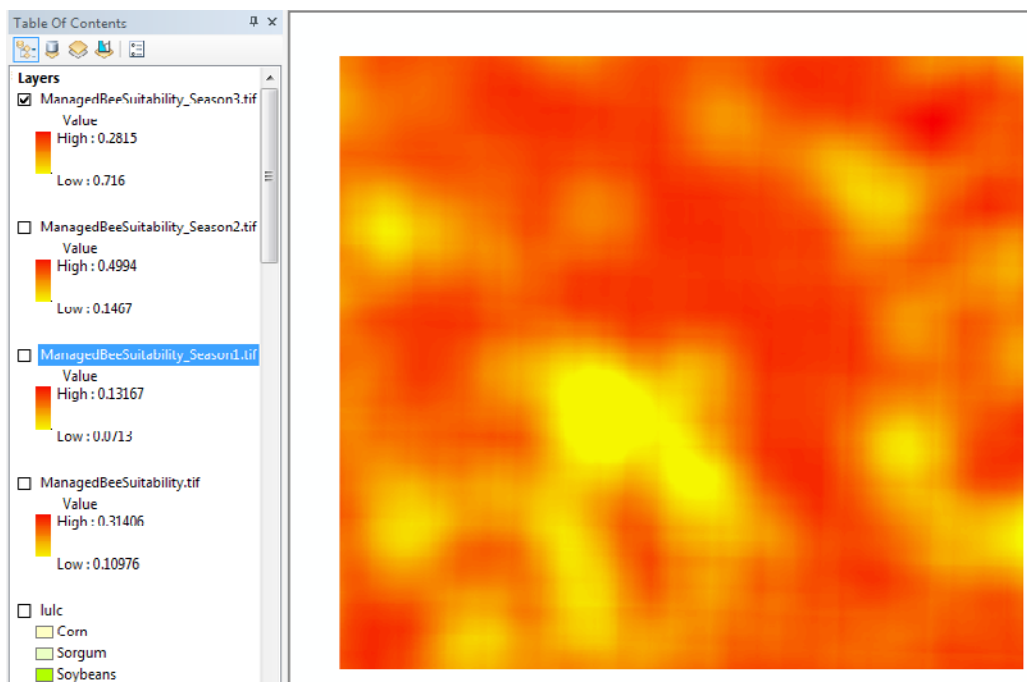 Table Of Contents
Layers
ManagedBeeSuitability_Season3.tif
Value
High : 0.2815
Low : 0.716
ManagedBeeSuitability_Season2.tif
Value
High : 0.4994
Low : 0.1467
ManagedBeeSuitability_Season1.tif
Value
High : 0.13167
Low : 0.0713
ManagedBeeSuitability.tif
Value
High : 0.31406
Low : 0.10976
lulc
Corn
Sorgum
Soybeans